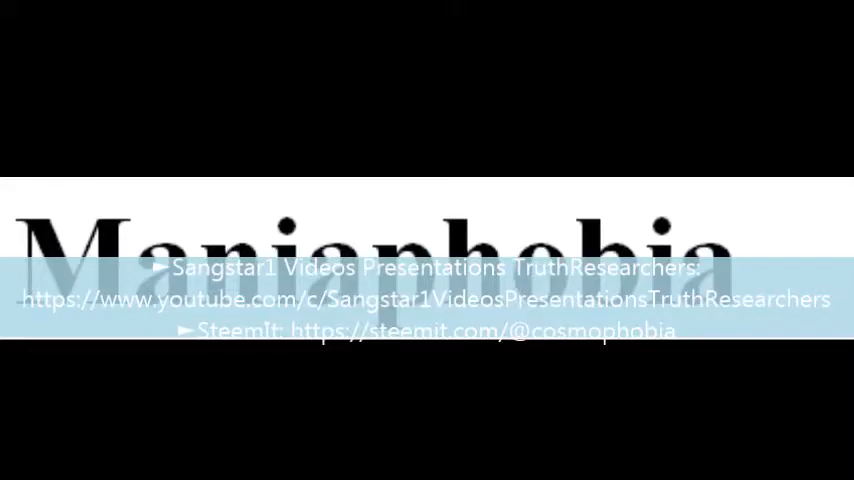 Maniaphobia
►Sangstar1 Videos Presentations TruthResearchers:
https://www.youtube.com/c/Sangstar1VideosPresentationsTruthResearchers
►SteemIt: https://steemit.com/@cosmophobia